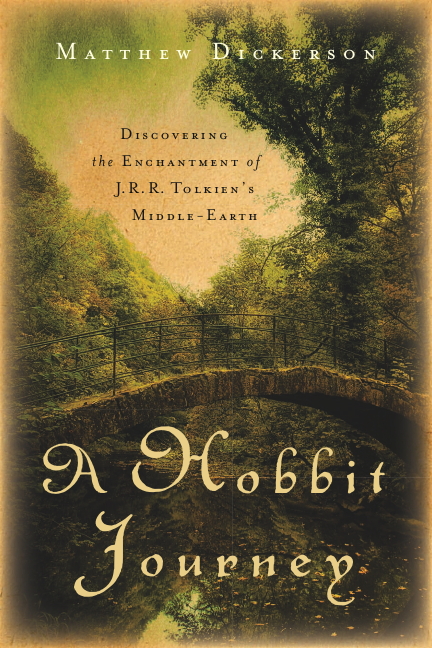 Matthew Dickerson
Discovering
the Enchantment of
J.R.R. Tolkien's
Middle-Earth
A Hobbit
Journey